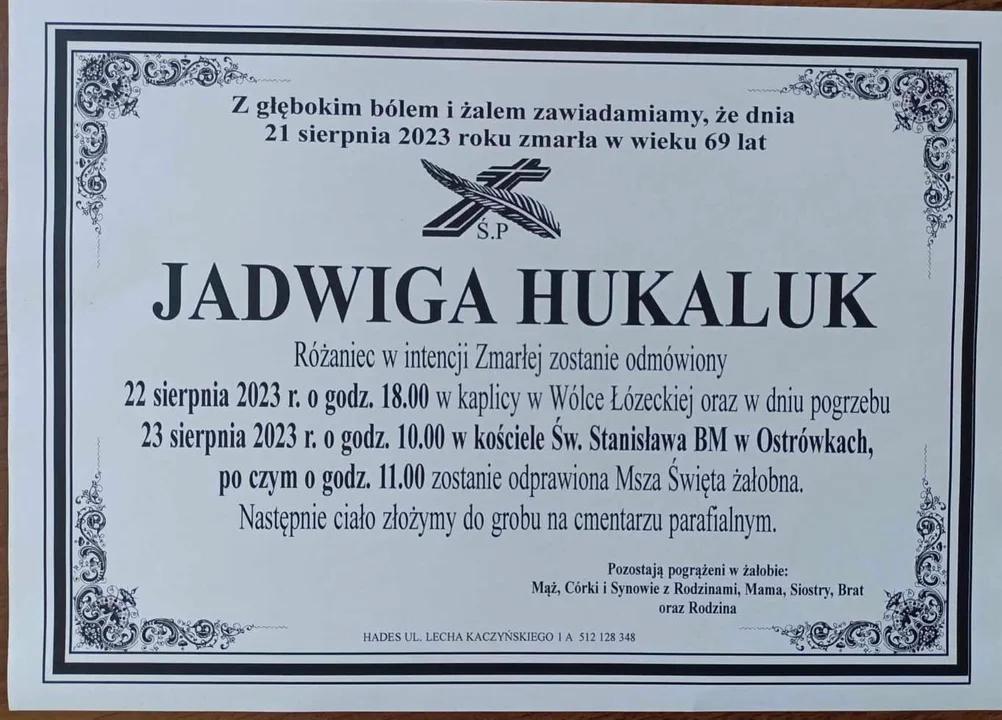 Z głębokim bólem i żalem zawiadamiamy, że dnia
21 sierpnia 2023 roku zmarła w wieku 69 lat
Ś.P
JADWIGA HUKALUK
Różaniec w intencji Zmarłej zostanie odmówiony
22 sierpnia 2023 r. o godz. 18.00 w kaplicy w Wólce Łózeckiej oraz w dniu pogrzebu
23 sierpnia 2023 r. o godz. 10.00 w kościele Św. Stanisława BM w Ostrówkach,
po czym o godz. 11.00 zostanie odprawiona Msza Święta żałobna.
Następnie ciało złożymy do grobu na cmentarzu parafialnym.
Pozostają pogrążeni w żałobie:
Mąż, Córki i Synowie z Rodzinami, Mama, Siostry, Brat
oraz Rodzina
HADES UL. LECHA KACZYŃSKIEGO 1 A 512 128 348